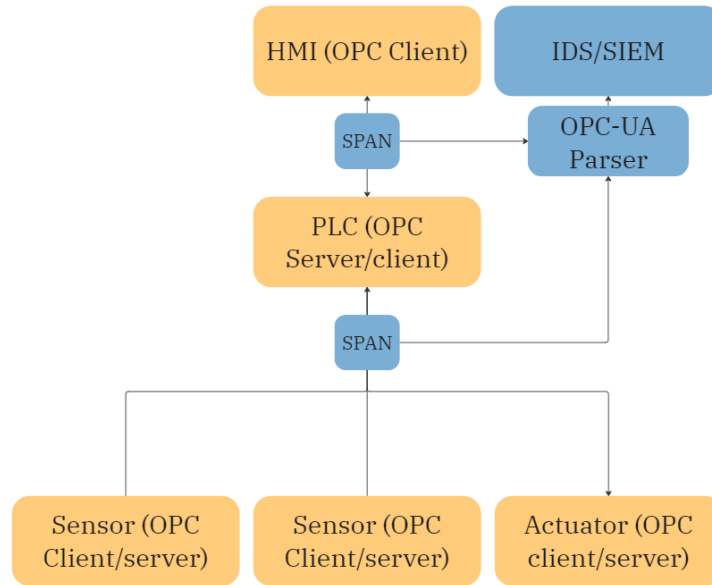 HMI (OPC Client)
IDS/SIEM
SPAN
OPC-UA
Parser
PLC (OPC
Server/client)
SPAN
Sensor (OPC
Client/server)
Sensor (OPC
Client/server)
Actuator (OPC
client/server)